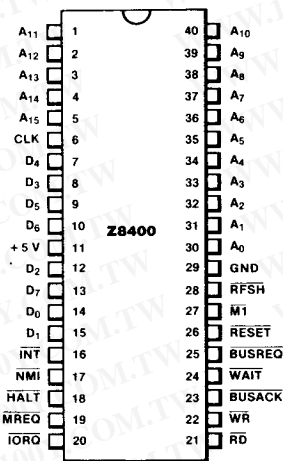 A11 1 40 A10
A12 2 39 A9
A13 3 38 A8
A14 4 37 A7
A15 5 36 A6
CLK 6 35 A5
D4 7 34 A4
D3 8 33 A3
D5 9 32 A2
D6 10 31 A1
Z8400
+5 V 11 30 A0
D2 12 29 GND
D7 13 28 RFSH
D0 14 27 M1
D1 15 26 RESET
INT 16 25 BUSREQ
NMI 17 24 WAIT
HALT 18 23 BUSACK
MREQ 19 22 WR
IORQ 20 21 RD